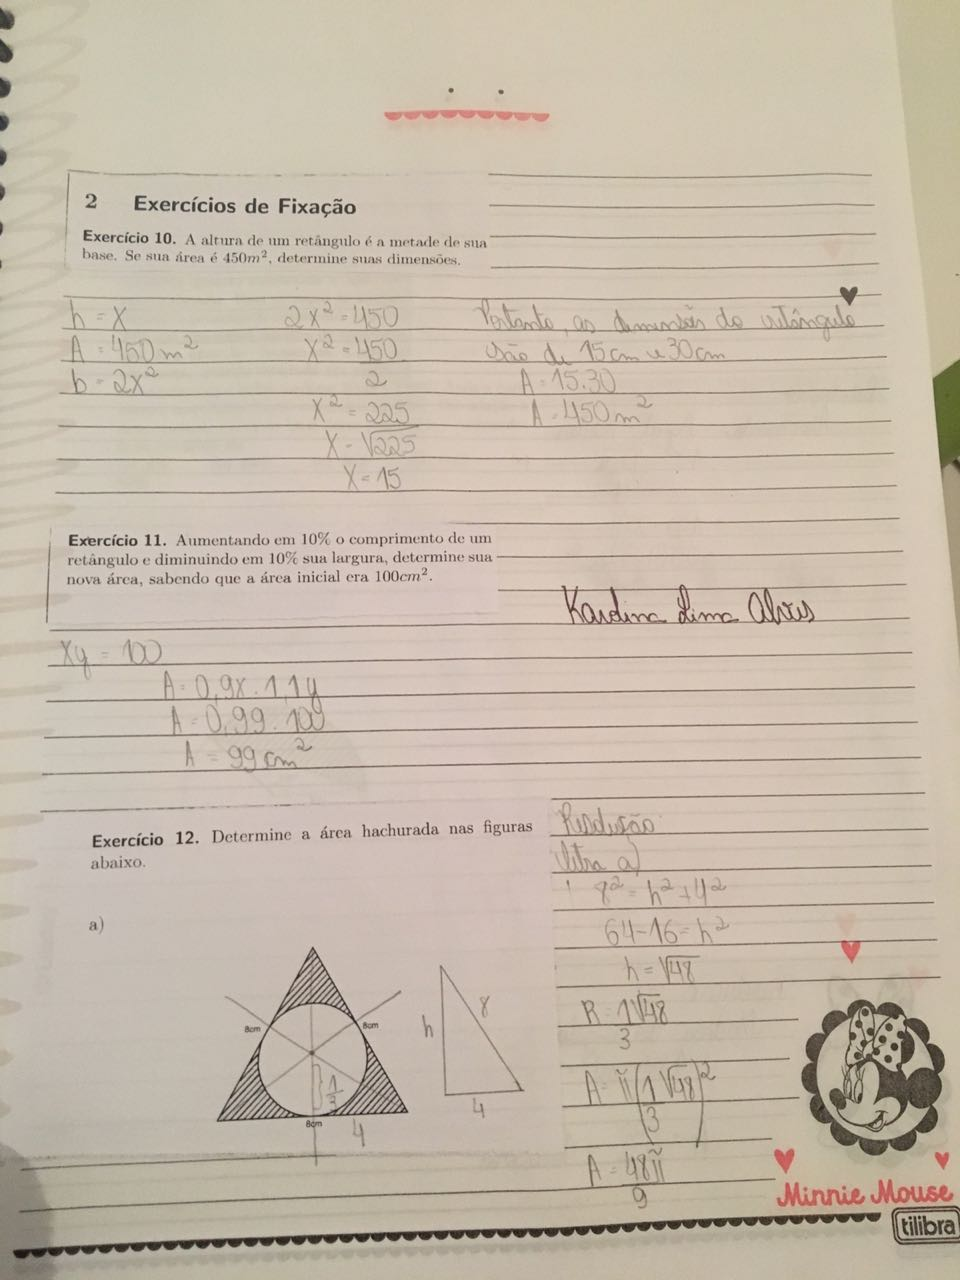 2 Exercícios de Fixação
Exercício 10. A altura de um retângulo é a metade de sua
base. Se sua área é 450m², determine suas dimensões.
h = X
A = 450 m²
b = 2x²
2x² = 450
X² = 450
2
X² = 225
X = √225
X = 15
Portanto, as dimensões do retângulo
são de 15cm e 30cm
A = 15.30
A = 450 m²
Exercício 11. Aumentando em 10% o comprimento de um
retângulo e diminuindo em 10% sua largura, determine sua
nova área, sabendo que a área inicial era 100cm².
Karolina Lima Alves
Xy = 100
A = 0,9x . 1,1y
A = 0,99 . 100
A = 99 cm²
Exercício 12. Determine a área hachurada nas figuras
abaixo.
a)
8cm
8cm
8cm
1
3
4
h
8
4
Resolução
letra a)
8² = h² + 4²
64 - 16 = h²
h = √48
R = 1√48
3
A = π(1 √48)²
3
A = 48π
9
Minnie Mouse
tilibra